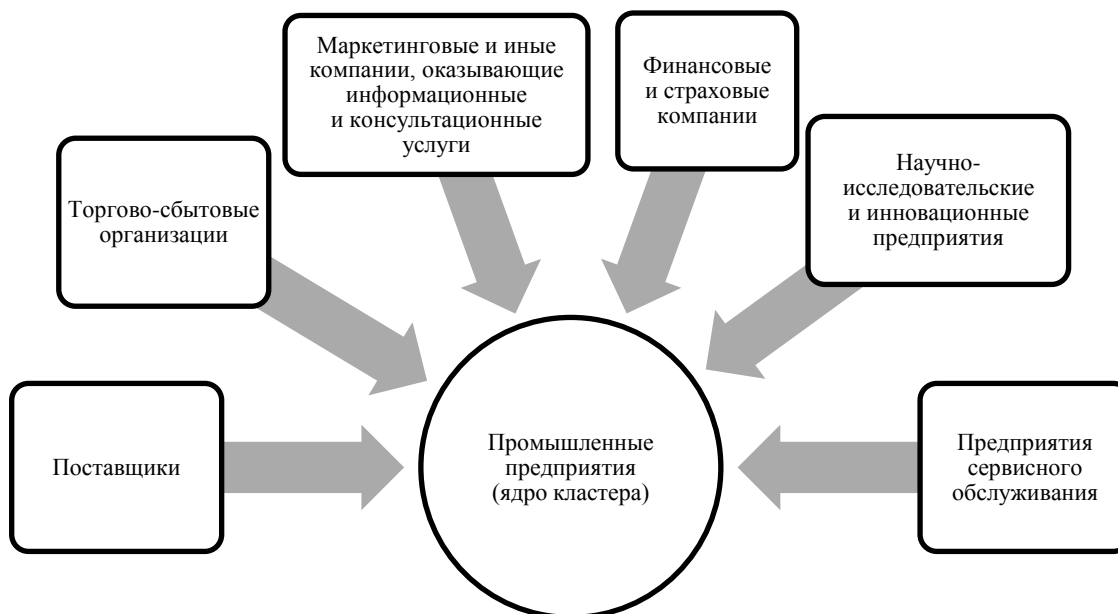 Маркетинговые и иные
компании, оказывающие
информационные
и консультационные
услуги
Финансовые
и страховые
компании
Научно-
исследовательские
и инновационные
предприятия
Торгово-сбытовые
организации
Поставщики
Промышленные
предприятия
(ядро кластера)
Предприятия
сервисного
обслуживания